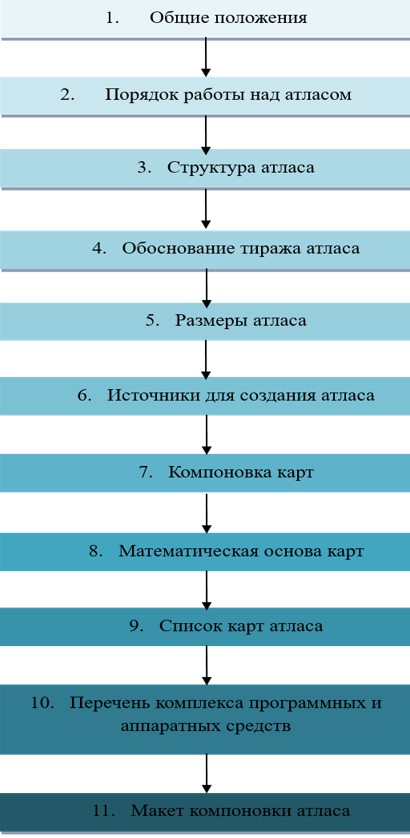 1. Общие положения
2. Порядок работы над атласом
3. Структура атласа
4. Обоснование тиража атласа
5. Размеры атласа
6. Источники для создания атласа
7. Компоновка карт
8. Математическая основа карт
9. Список карт атласа
10. Перечень комплекса программных и
аппаратных средств
11. Макет компоновки атласа